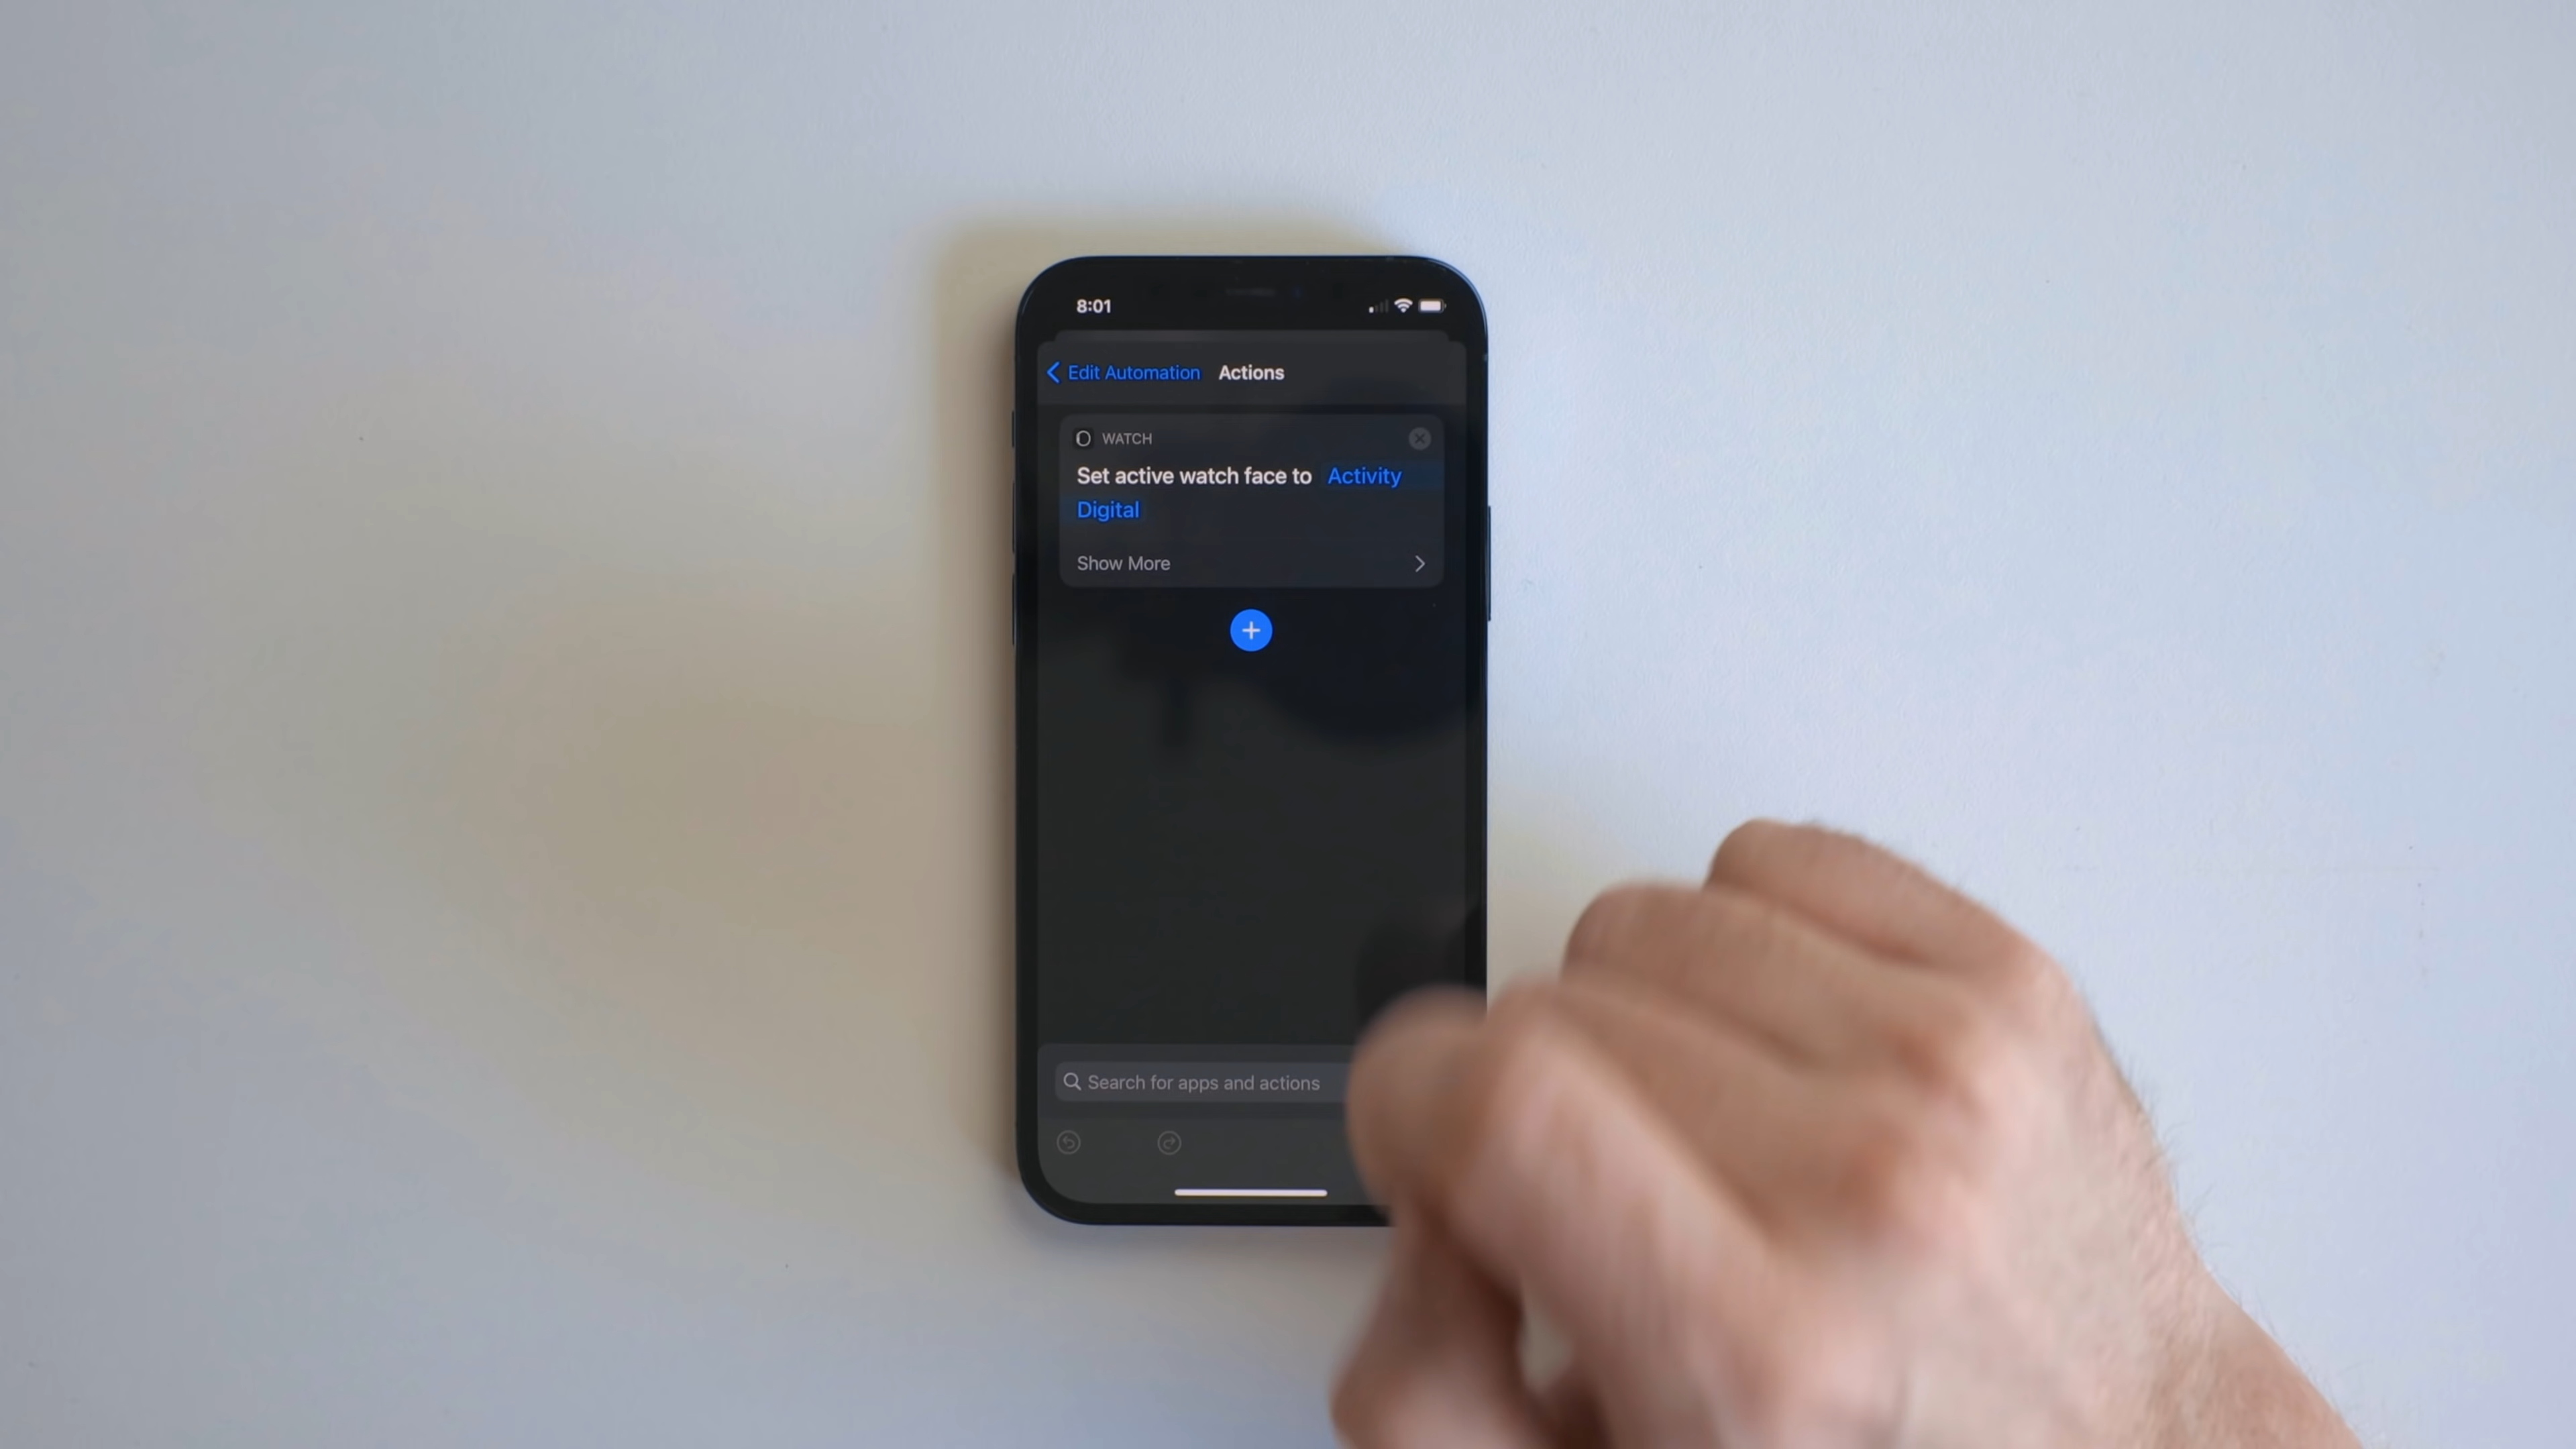 8:01
Edit Automation Actions
WATCH
Set active watch face to Activity
Digital
Show More
Search for apps and actions